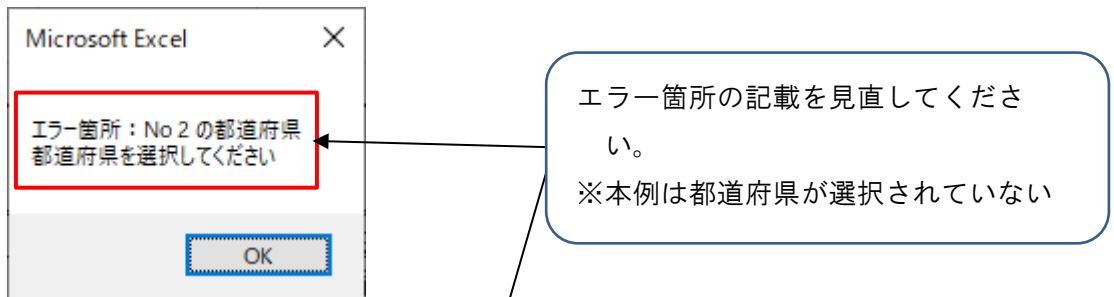 Microsoft Excel
エラー箇所：No 2 の都道府県
都道府県を選択してください
OK
エラー箇所の記載を見直してくださ
い。
※本例は都道府県が選択されていない